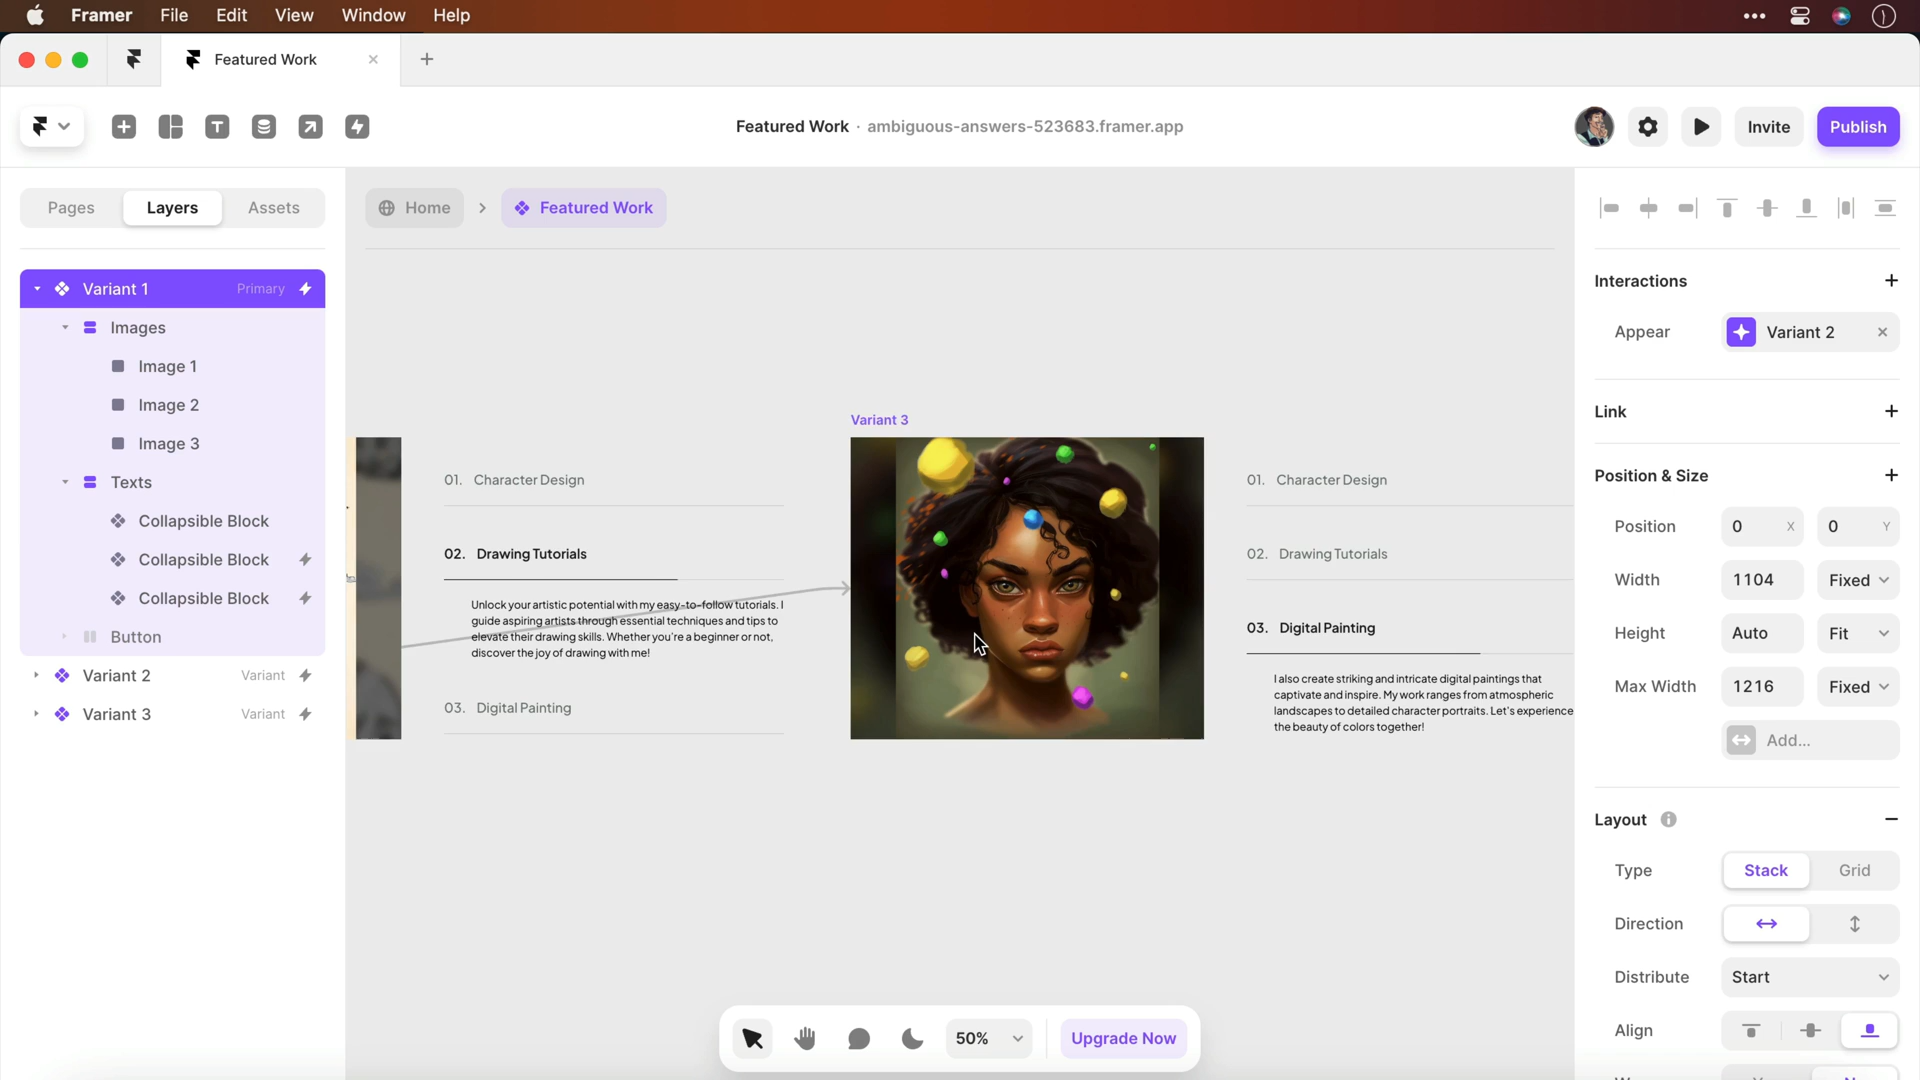 Framer File Edit View Window Help
Featured Work
Featured Work · ambiguous-answers-523683.framer.app
Invite
Publish
Pages Layers Assets
Home
Featured Work
Variant 1 Primary
Images
Image 1
Image 2
Image 3
Texts
Collapsible Block
Collapsible Block
Collapsible Block
Button
Variant 2 Variant
Variant 3 Variant
01. Character Design
02. Drawing Tutorials
Unlock your artistic potential with my easy-to-follow tutorials. I
guide aspiring artists through essential techniques and tips to
elevate their drawing skills. Whether you're a beginner or not,
discover the joy of drawing with me!
03. Digital Painting
Variant 3
01. Character Design
02. Drawing Tutorials
03. Digital Painting
I also create striking and intricate digital paintings that
captivate and inspire. My work ranges from atmospheric
landscapes to detailed character portraits. Let's experience
the beauty of colors together!
50%
Upgrade Now
Interactions
Appear Variant 2
Link
Position & Size
Position 0 X 0 Y
Width 1104 Fixed
Height Auto Fit
Max Width 1216 Fixed
Add...
Layout
Type Stack Grid
Direction
Distribute Start
Align